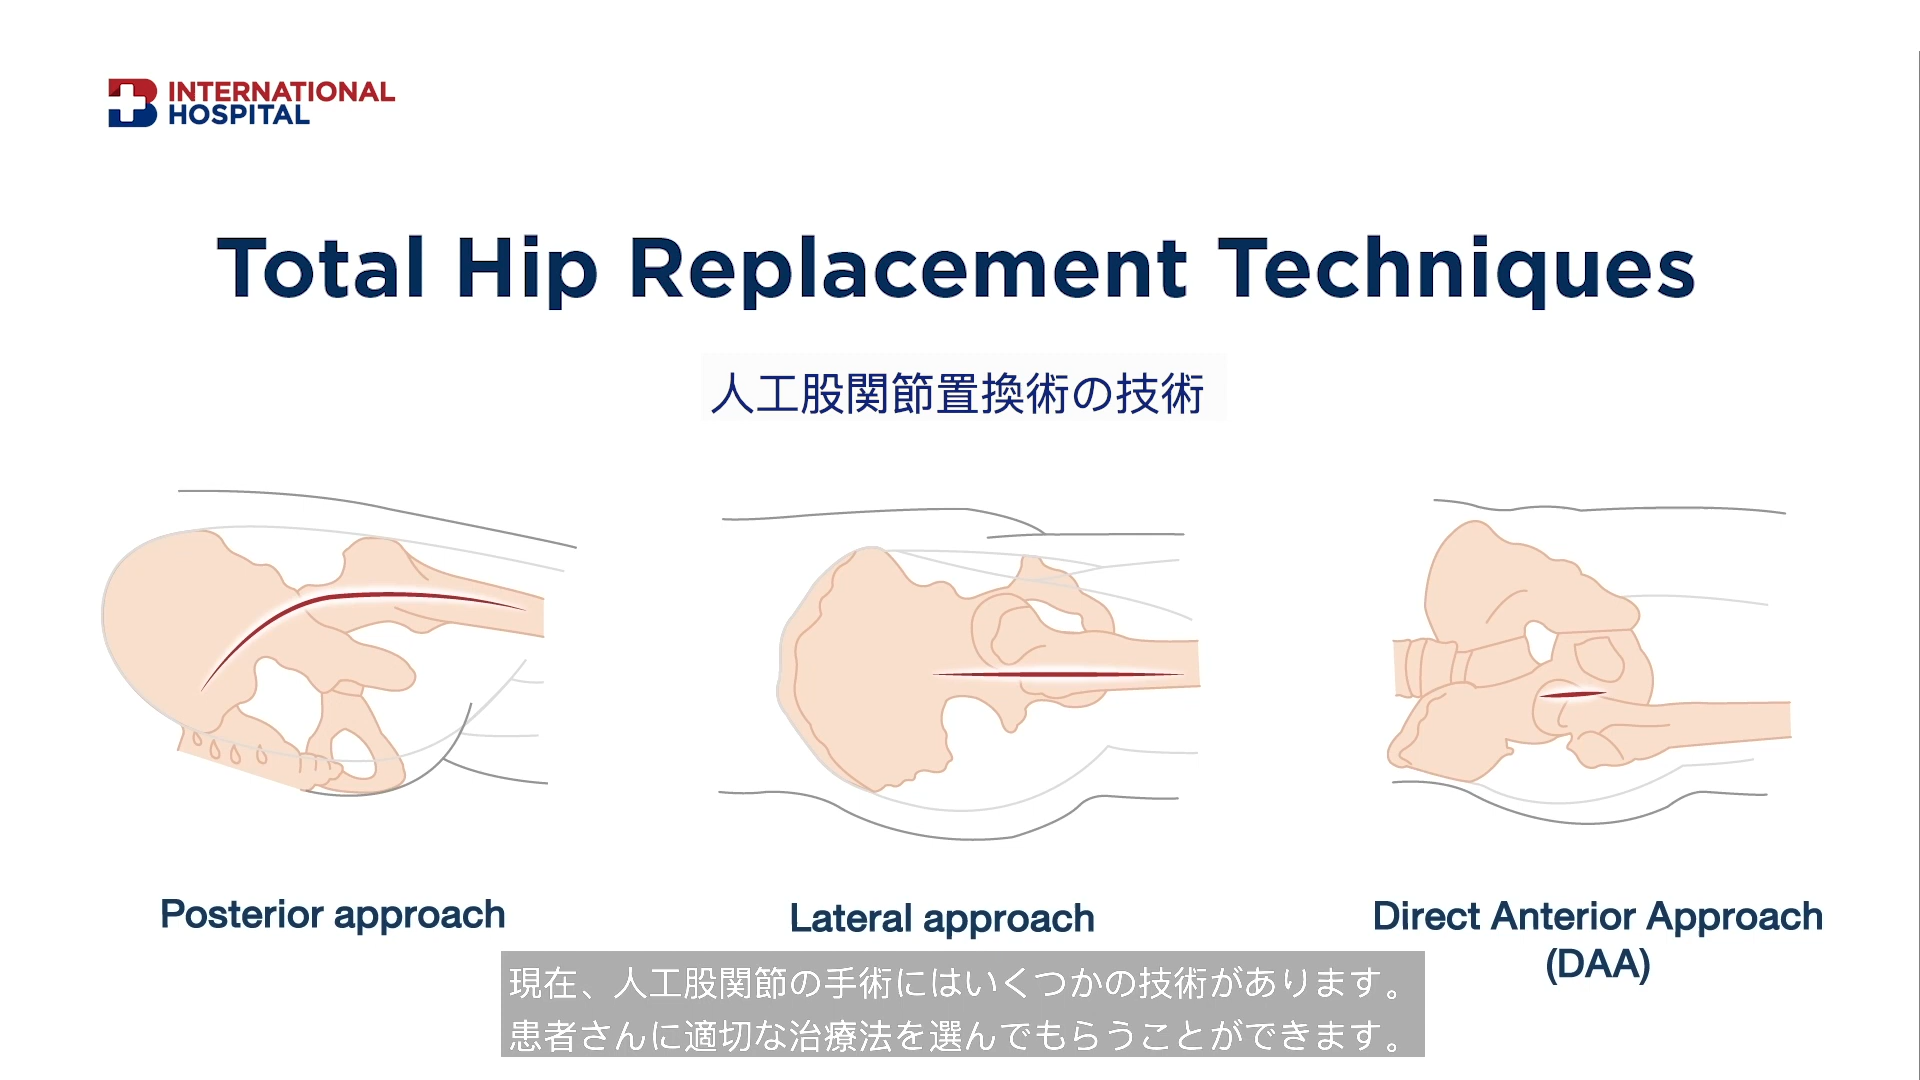 INTERNATIONAL
HOSPITAL
Total Hip Replacement Techniques
人工股関節置換術の技術
Posterior approach
Lateral approach
Direct Anterior Approach
(DAA)
現在、人工股関節の手術にはいくつかの技術があります。
患者さんに適切な治療法を選んでもらうことができます。